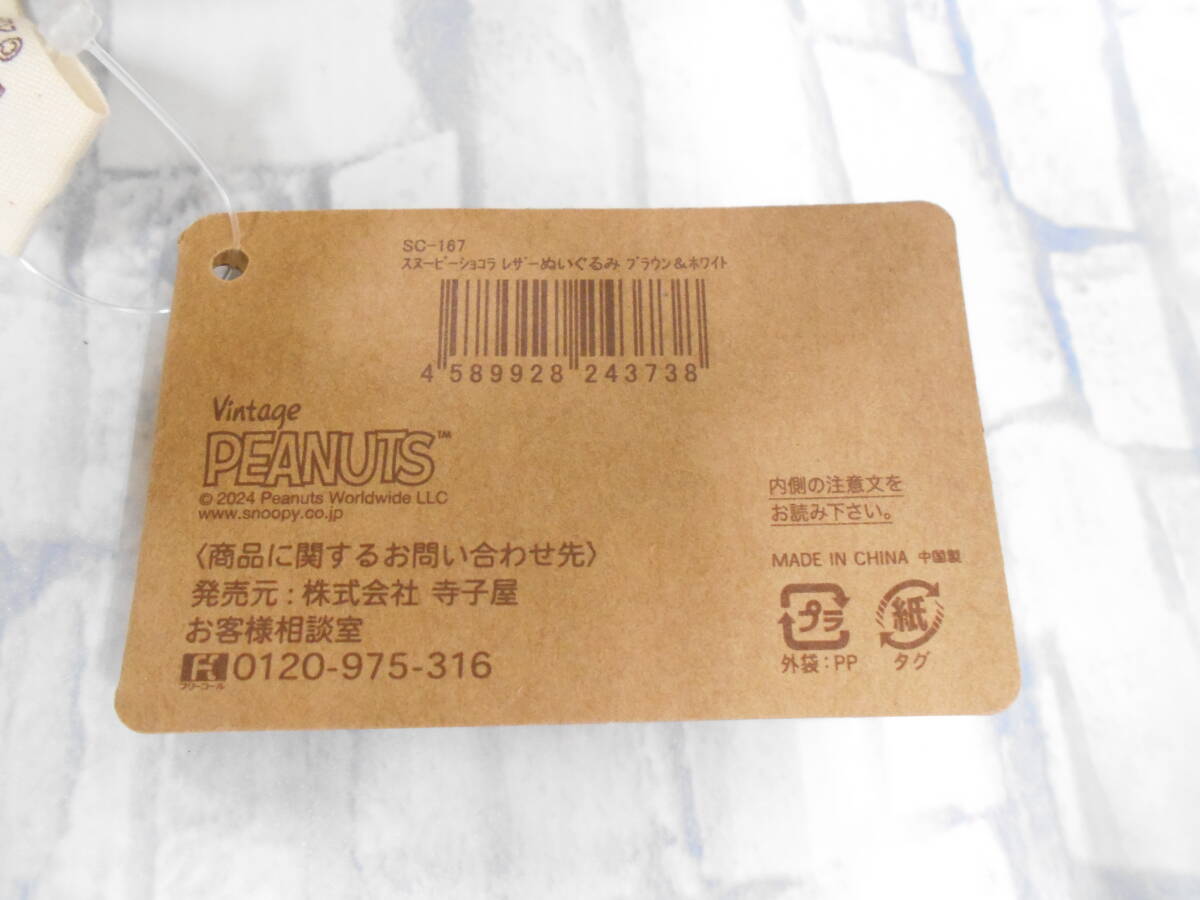 SC-167
スヌーピーショコラ レザーぬいぐるみ ブラウン&ホワイト
4 589928 243738
Vintage
PEANUTS™
© 2024 Peanuts Worldwide LLC
www.snoopy.co.jp
〈商品に関するお問い合わせ先〉
発売元:株式会社 寺子屋
お客様相談室
フリーコール 0120-975-316
内側の注意文を
お読み下さい。
MADE IN CHINA 中国製
プラ 紙
外袋:PP タグ